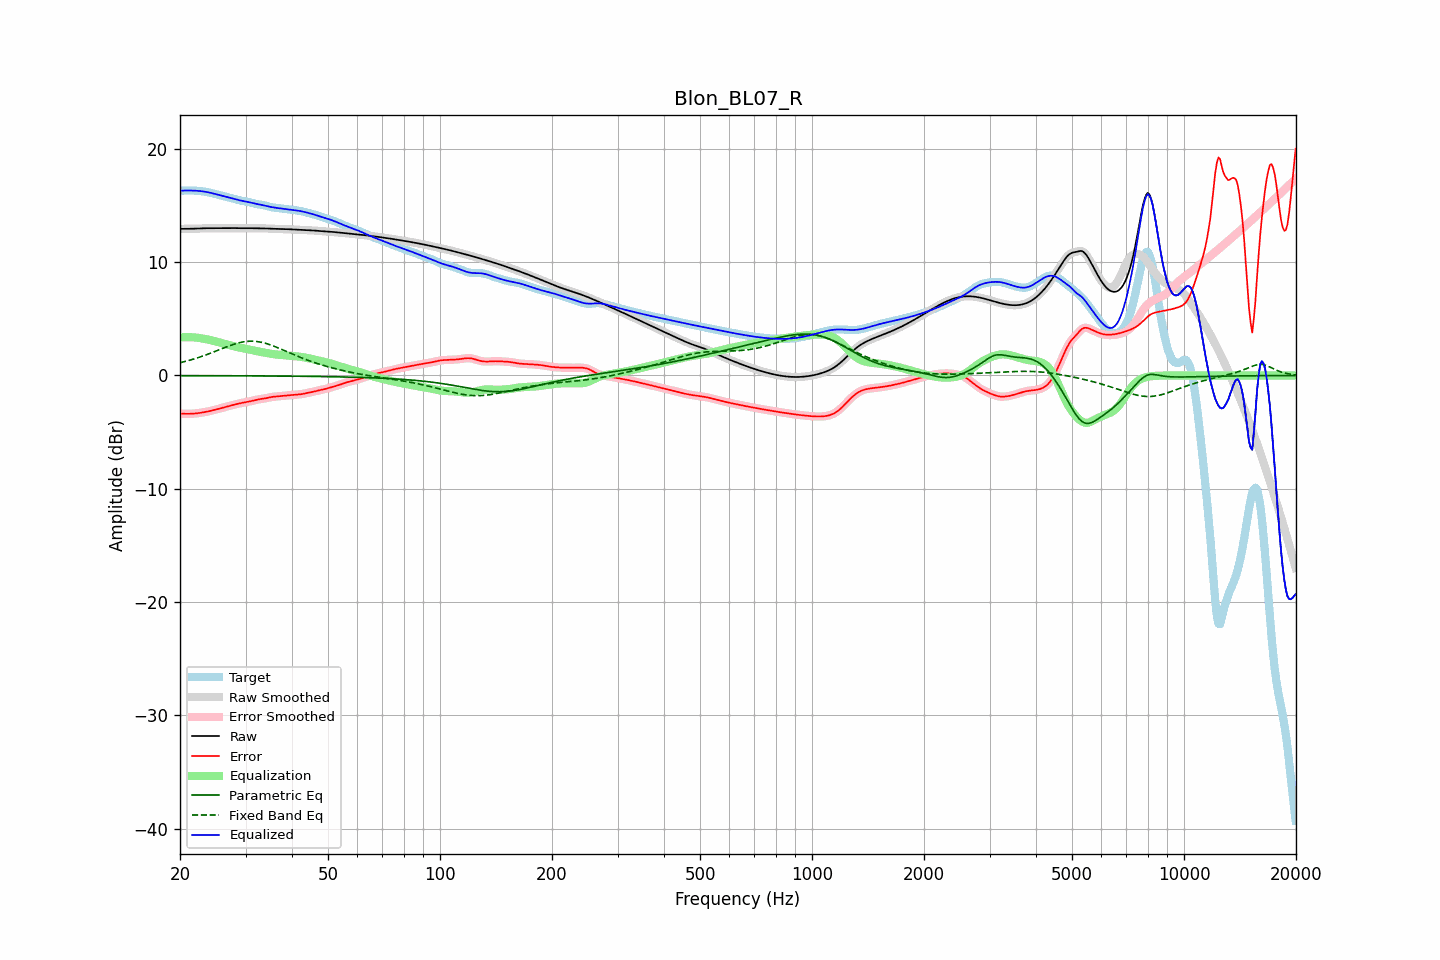 Blon_BL07_R
Amplitude (dBr)
20
10
0
−10
−20
−30
−40
Target
Raw Smoothed
Error Smoothed
Raw
Error
Equalization
Parametric Eq
Fixed Band Eq
Equalized
20 50 100 200 500 1000 2000 5000 10000 20000
Frequency (Hz)